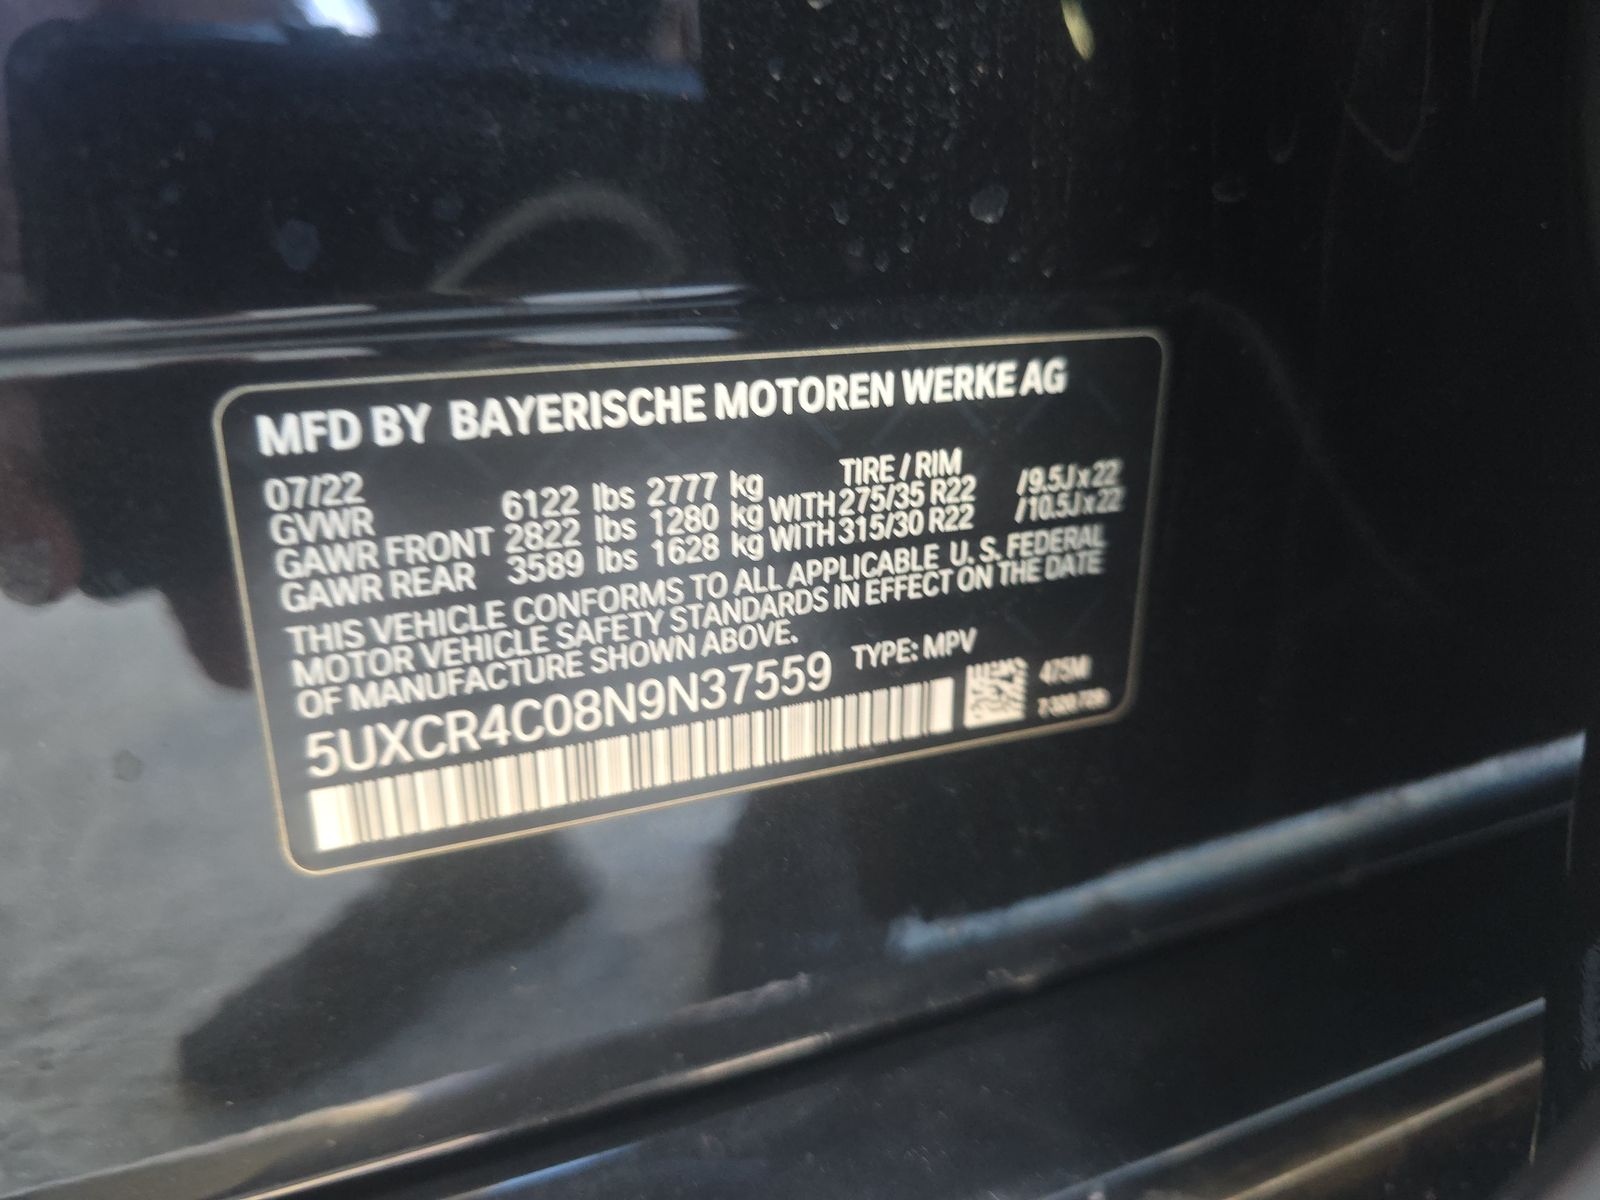 MFD BY BAYERISCHE MOTOREN WERKE AG
07/22 TIRE / RIM
GVWR 6122 lbs 2777 kg
GAWR FRONT 2822 lbs 1280 kg WITH 275/35 R22 /9.5Jx22
GAWR REAR 3589 lbs 1628 kg WITH 315/30 R22 /10.5Jx22
THIS VEHICLE CONFORMS TO ALL APPLICABLE U.S. FEDERAL
MOTOR VEHICLE SAFETY STANDARDS IN EFFECT ON THE DATE
OF MANUFACTURE SHOWN ABOVE.
5UXCR4C08N9N37559 TYPE: MPV
475M